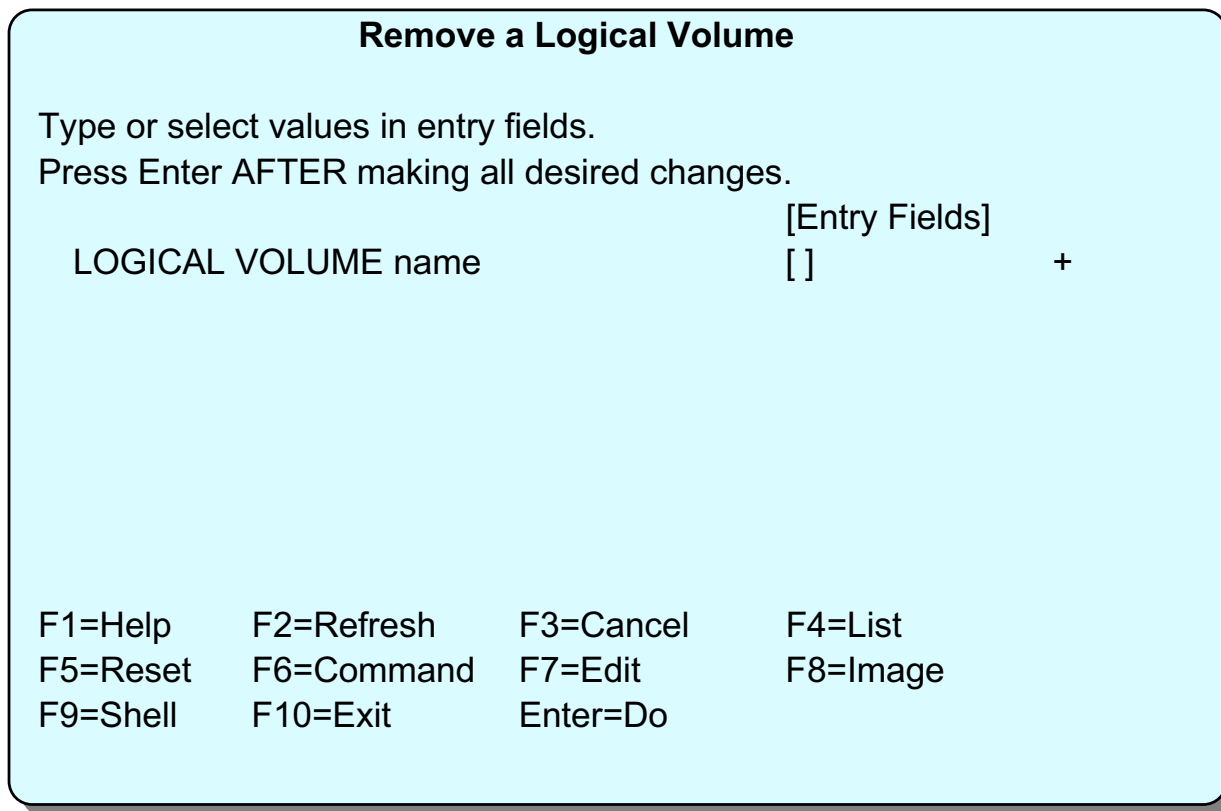 Remove a Logical Volume
Type or select values in entry fields.
Press Enter AFTER making all desired changes.
[Entry Fields]
LOGICAL VOLUME name [ ] +
F1=Help F2=Refresh F3=Cancel F4=List
F5=Reset F6=Command F7=Edit F8=Image
F9=Shell F10=Exit Enter=Do